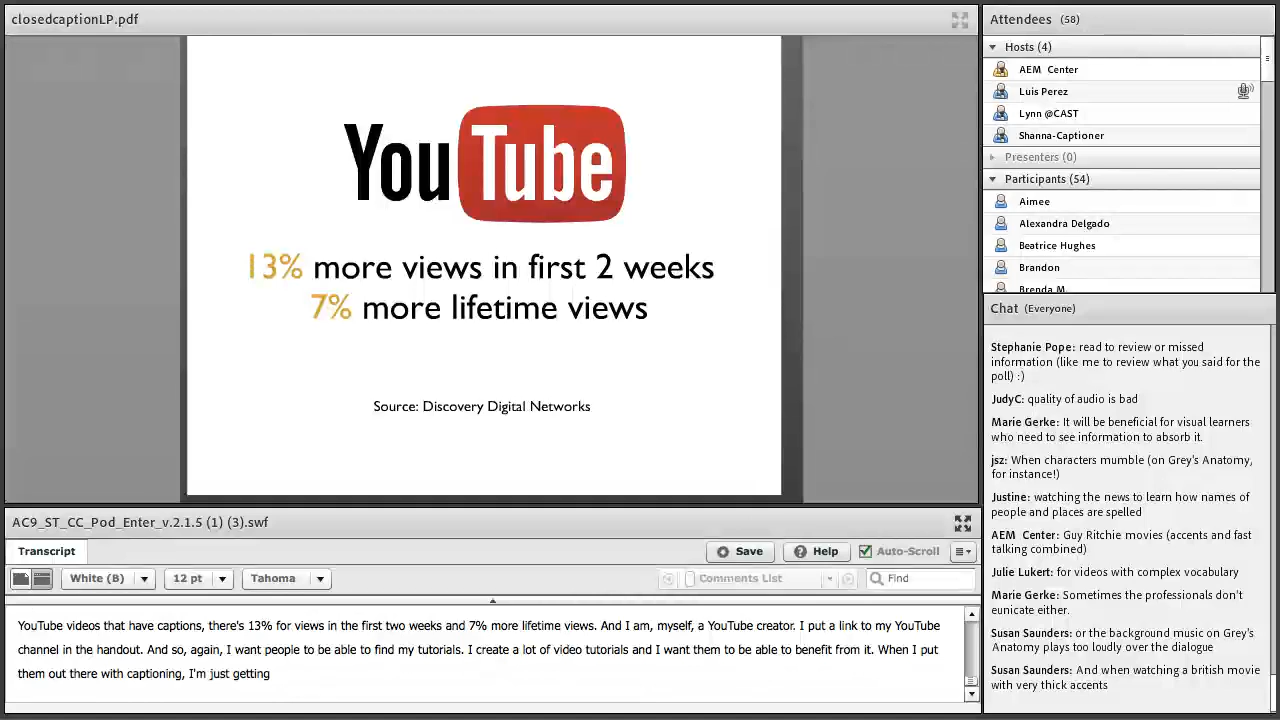 closedcaptionLP.pdf
YouTube
13% more views in first 2 weeks
7% more lifetime views
Source: Discovery Digital Networks
AC9_ST_CC_Pod_Enter_v.2.1.5 (1) (3).swf
Transcript
Save
Help
Auto-Scroll
White (B)
12 pt
Tahoma
Comments List
Find
YouTube videos that have captions, there's 13% for views in the first two weeks and 7% more lifetime views. And I am, myself, a YouTube creator. I put a link to my YouTube
channel in the handout. And so, again, I want people to be able to find my tutorials. I create a lot of video tutorials and I want them to be able to benefit from it. When I put
them out there with captioning, I'm just getting
Attendees (58)
Hosts (4)
AEM Center
Luis Perez
Lynn @CAST
Shanna-Captioner
Presenters (0)
Participants (54)
Aimee
Alexandra Delgado
Beatrice Hughes
Brandon
Brenda M.
Chat (Everyone)
Stephanie Pope: read to review or missed
information (like me to review what you said for the
poll) :)
JudyC: quality of audio is bad
Marie Gerke: It will be beneficial for visual learners
who need to see information to absorb it.
jsz: When characters mumble (on Grey's Anatomy,
for instance!)
Justine: watching the news to learn how names of
people and places are spelled
AEM Center: Guy Ritchie movies (accents and fast
talking combined)
Julie Lukert: for videos with complex vocabulary
Marie Gerke: Sometimes the professionals don't
eunicate either.
Susan Saunders: or the background music on Grey's
Anatomy plays too loudly over the dialogue
Susan Saunders: And when watching a british movie
with very thick accents